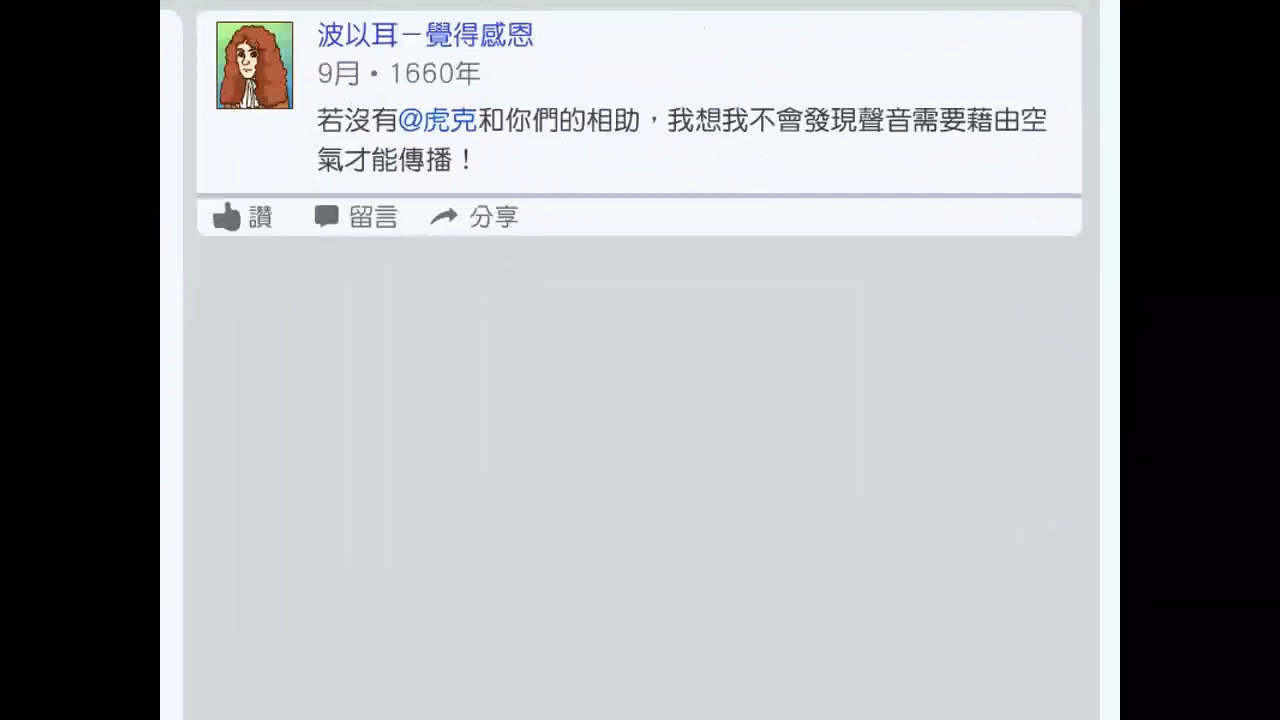 波以耳－覺得感恩
9月・1660年
若沒有@虎克和你們的相助，我想我不會發現聲音需要藉由空
氣才能傳播！
讚 留言 分享